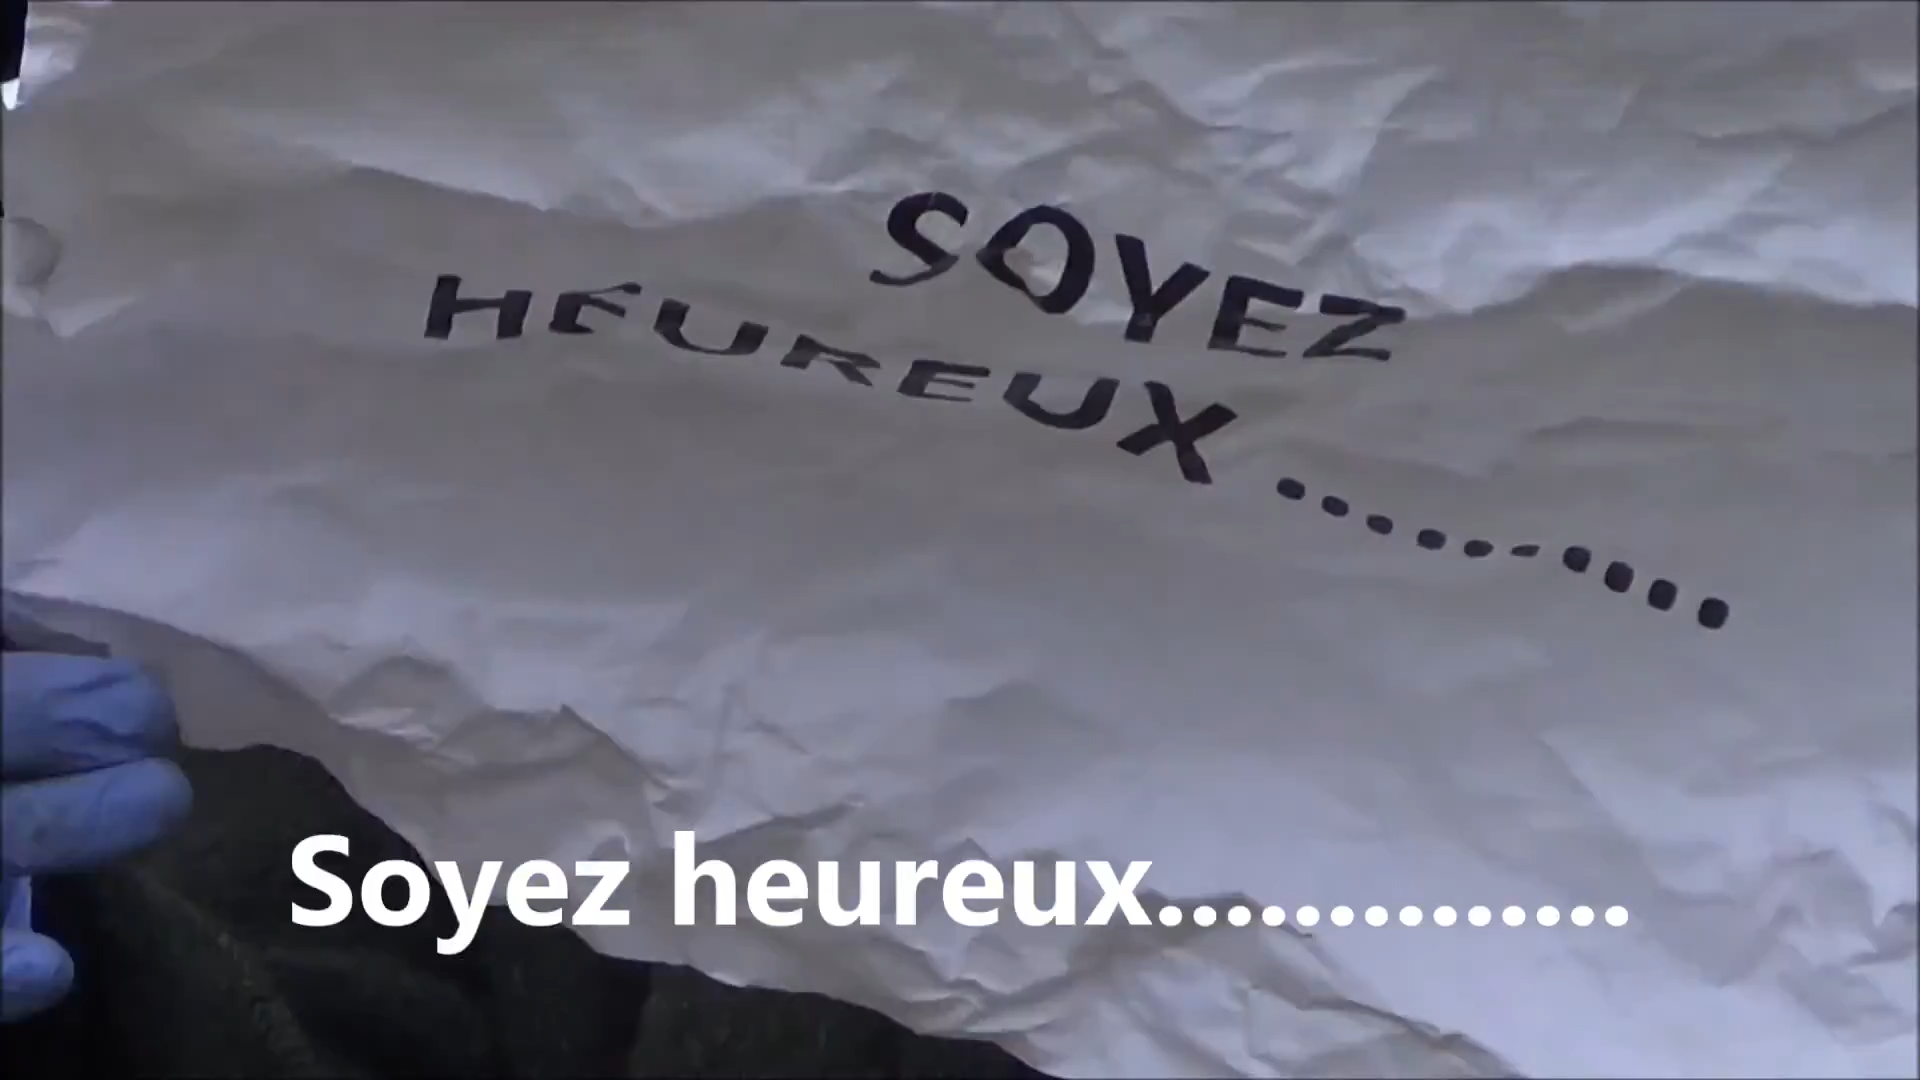 SOYEZ
HEUREUX..........
Soyez heureux..............